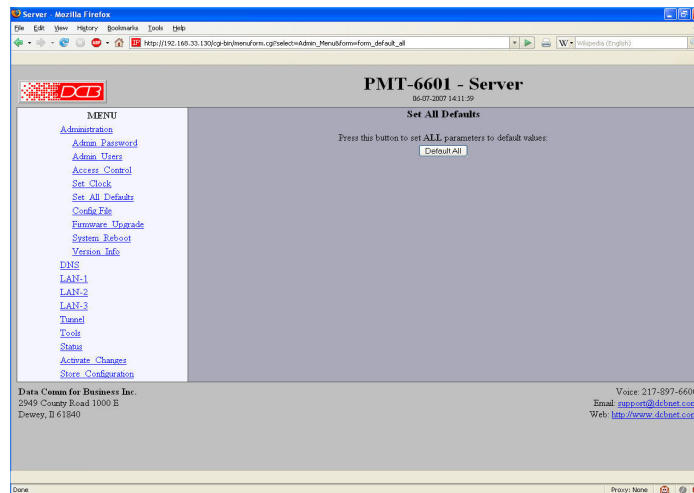 Server - Mozilla Firefox
File Edit View History Bookmarks Tools Help
http://192.168.33.130/cgi-bin/menuform.cgi?select=Admin_Menu&form=form_default_all
W Wikipedia (English)
DCB
PMT-6601 - Server
06-07-2007 14:11:59
MENU
Administration
Admin Password
Admin Users
Access Control
Set Clock
Set All Defaults
Config File
Firmware Upgrade
System Reboot
Version Info
DNS
LAN-1
LAN-2
LAN-3
Tunnel
Tools
Status
Activate Changes
Store Configuration
Set All Defaults
Press this button to set ALL parameters to default values:
Default All
Data Comm for Business Inc.
2949 County Road 1000 E
Dewey, Il 61840
Voice: 217-897-6600
Email: support@dcbnet.com
Web: http://www.dcbnet.com
Done
Proxy: None